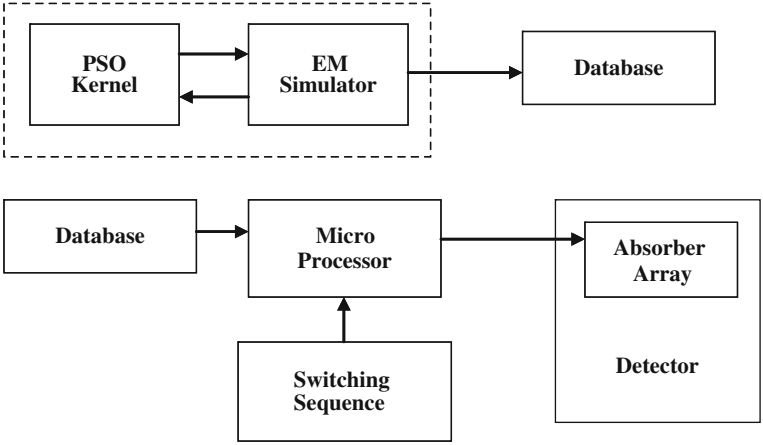 PSO
Kernel
EM
Simulator
Database
Database
Micro
Processor
Absorber
Array
Switching
Sequence
Detector